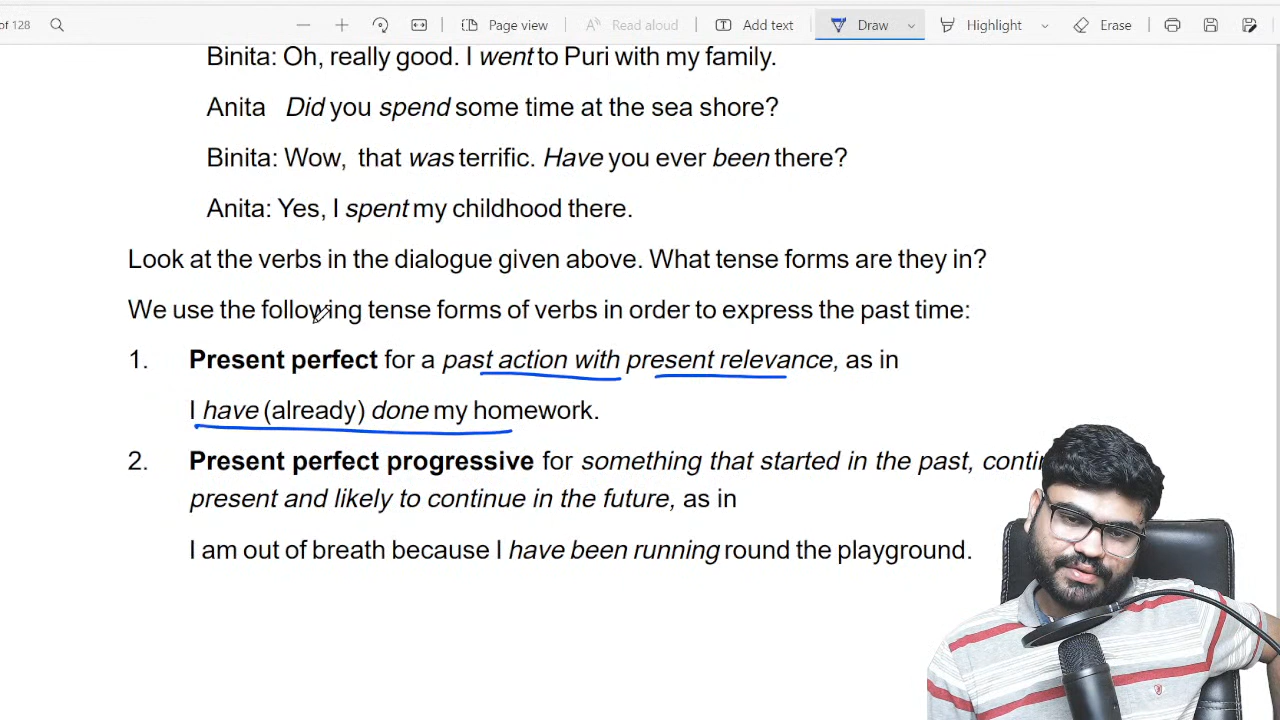 of 128 Page view Read aloud Add text Draw Highlight Erase
Binita: Oh, really good. I went to Puri with my family.
Anita Did you spend some time at the sea shore?
Binita: Wow, that was terrific. Have you ever been there?
Anita: Yes, I spent my childhood there.
Look at the verbs in the dialogue given above. What tense forms are they in?
We use the following tense forms of verbs in order to express the past time:
1. Present perfect for a past action with present relevance, as in
I have (already) done my homework.
2. Present perfect progressive for something that started in the past,
present and likely to continue in the future, as in
I am out of breath because I have been running round the playground.